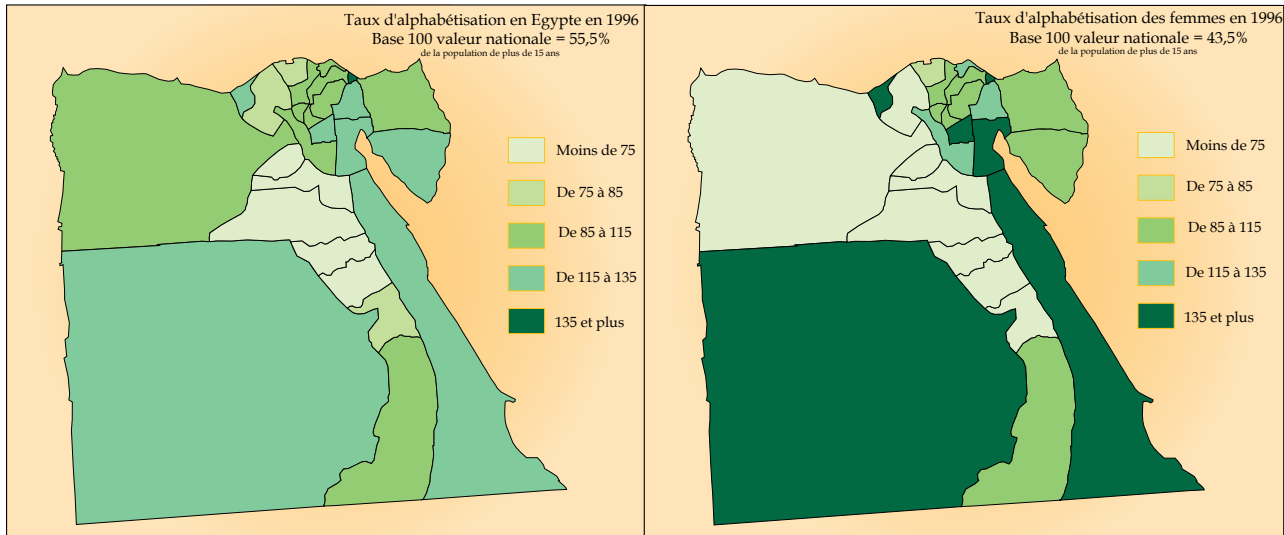 Taux d'alphabétisation en Egypte en 1996
Base 100 valeur nationale = 55,5%
de la population de plus de 15 ans
Moins de 75
De 75 à 85
De 85 à 115
De 115 à 135
135 et plus
Taux d'alphabétisation des femmes en 1996
Base 100 valeur nationale = 43,5%
de la population de plus de 15 ans
Moins de 75
De 75 à 85
De 85 à 115
De 115 à 135
135 et plus